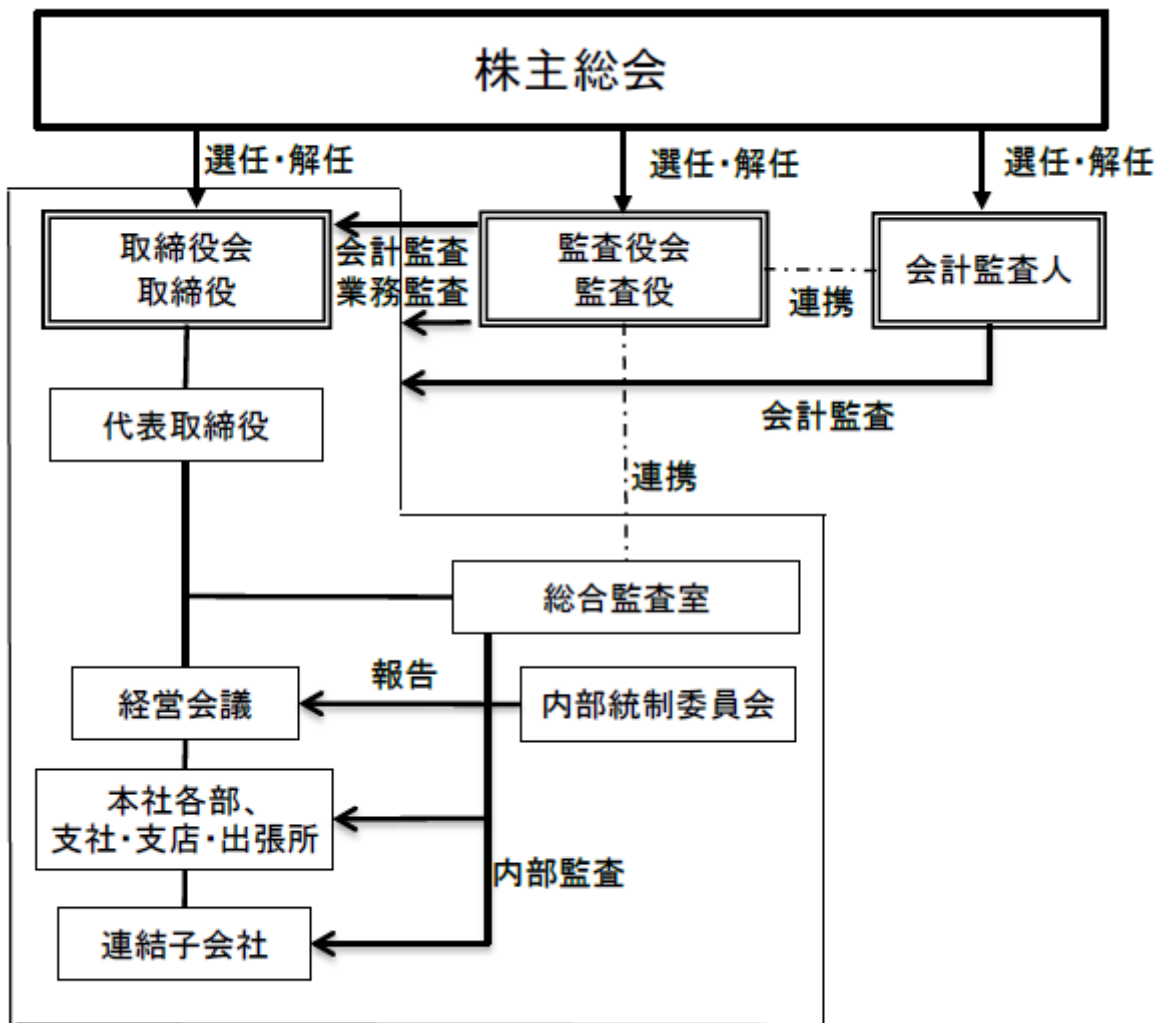 株主総会
選任・解任
選任・解任
選任・解任
取締役会
取締役
会計監査
業務監査
監査役会
監査役
連携
会計監査人
代表取締役
会計監査
連携
総合監査室
経営会議
報告
内部統制委員会
本社各部、
支社・支店・出張所
内部監査
連結子会社